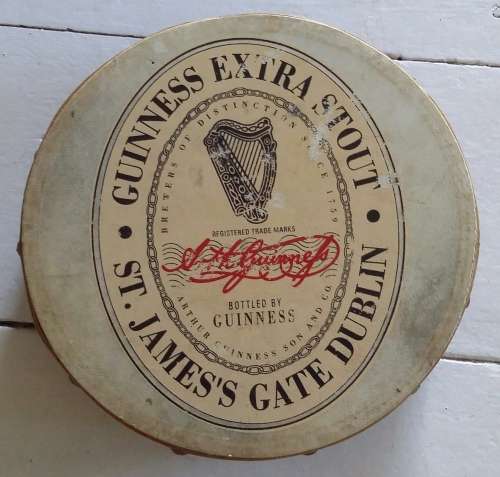 GUINNESS EXTRA STOUT
BREWERS OF DISTINCTION SINCE 1759
REGISTERED TRADE MARKS
Arth Guinness
BOTTLED BY
GUINNESS
ARTHUR GUINNESS SON AND CO.
ST. JAMES'S GATE DUBLIN